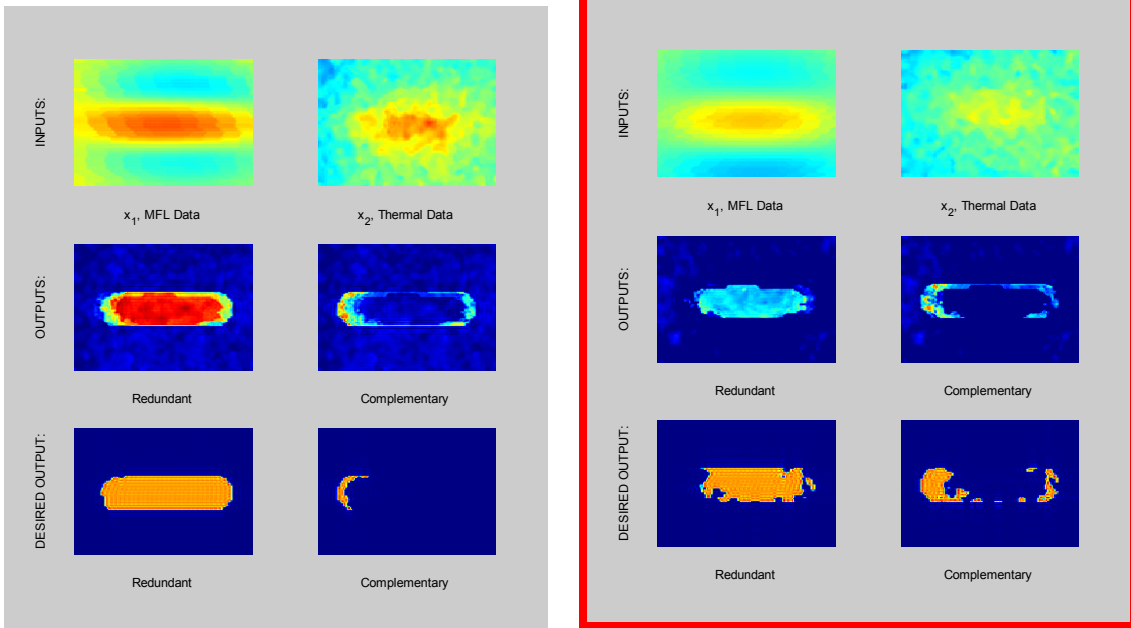 INPUTS:
x1, MFL Data
x2, Thermal Data
OUTPUTS:
Redundant
Complementary
DESIRED OUTPUT:
Redundant
Complementary
INPUTS:
x1, MFL Data
x2, Thermal Data
OUTPUTS:
Redundant
Complementary
DESIRED OUTPUT:
Redundant
Complementary